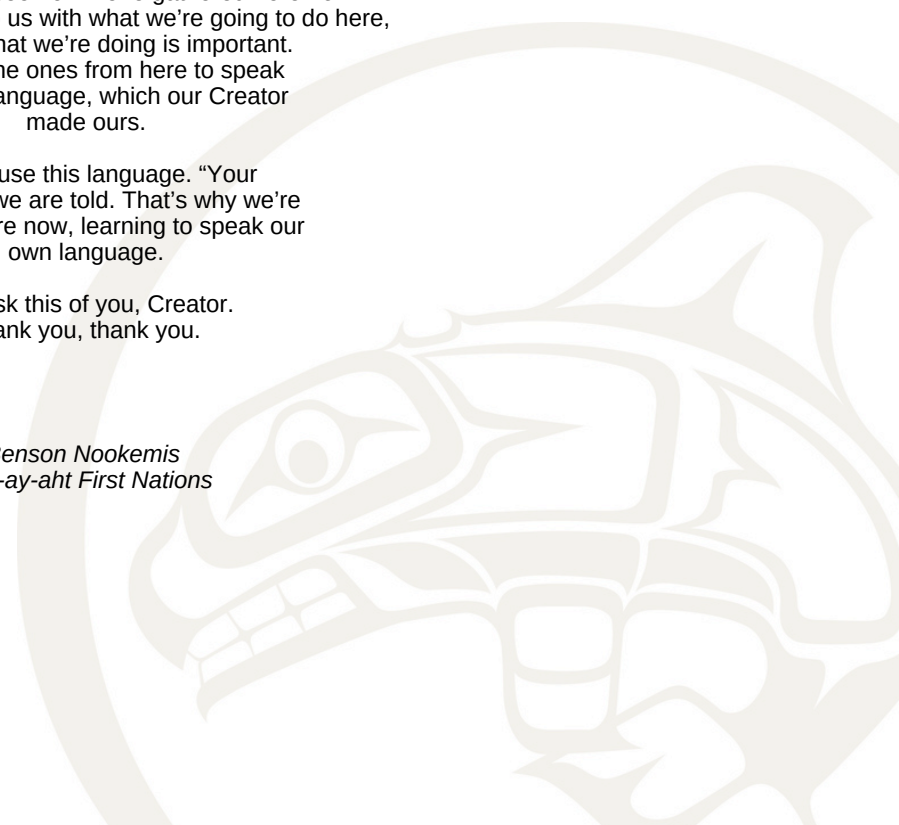 us with what we’re going to do here,
hat we’re doing is important.
ne ones from here to speak
anguage, which our Creator
made ours.
use this language. “Your
we are told. That’s why we’re
re now, learning to speak our
own language.
sk this of you, Creator.
ank you, thank you.
enson Nookemis
-ay-aht First Nations